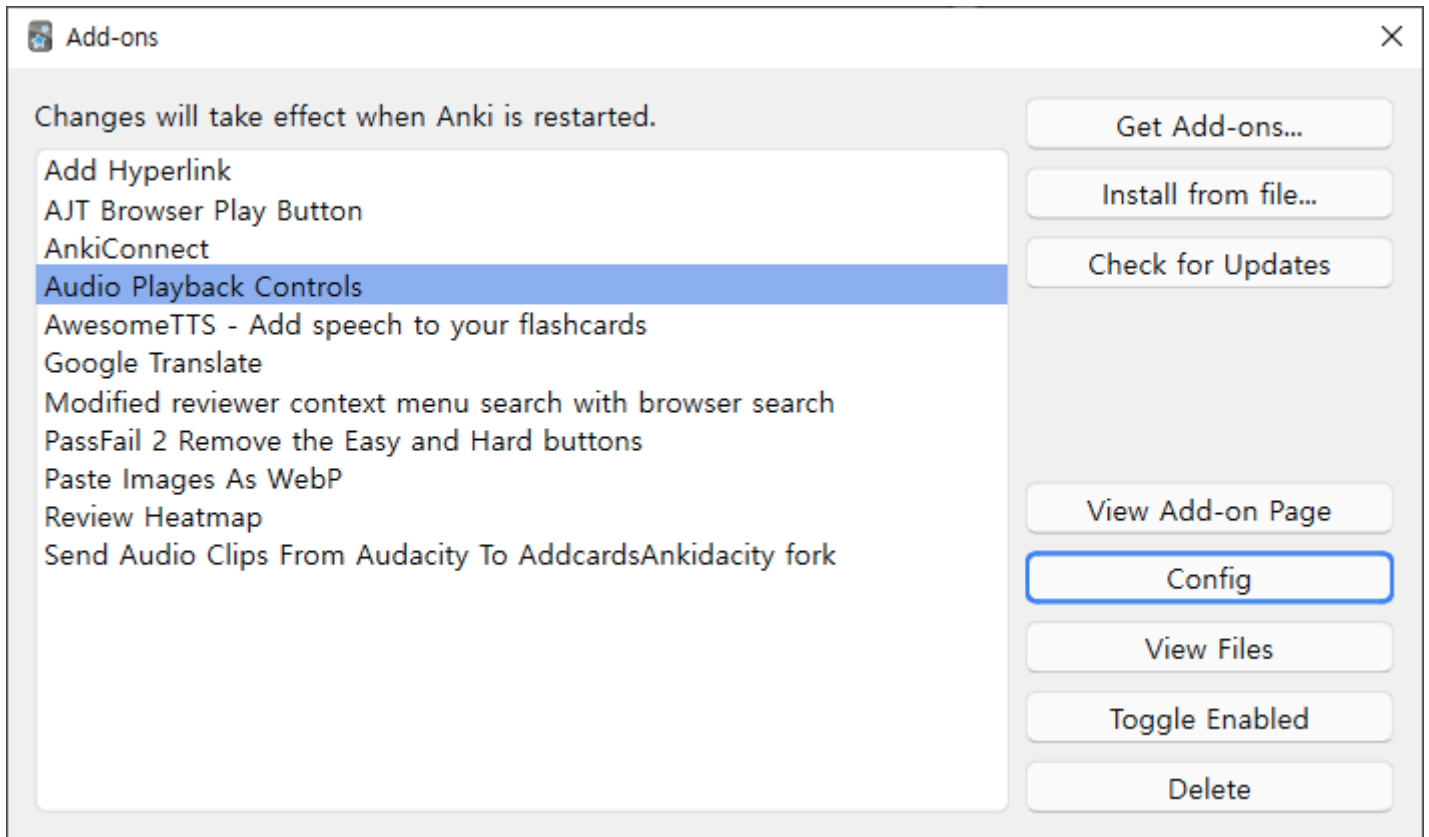 Add-ons
Changes will take effect when Anki is restarted.
Add Hyperlink
AJT Browser Play Button
AnkiConnect
Audio Playback Controls
AwesomeTTS - Add speech to your flashcards
Google Translate
Modified reviewer context menu search with browser search
PassFail 2 Remove the Easy and Hard buttons
Paste Images As WebP
Review Heatmap
Send Audio Clips From Audacity To AddcardsAnkidacity fork
Get Add-ons...
Install from file...
Check for Updates
View Add-on Page
Config
View Files
Toggle Enabled
Delete